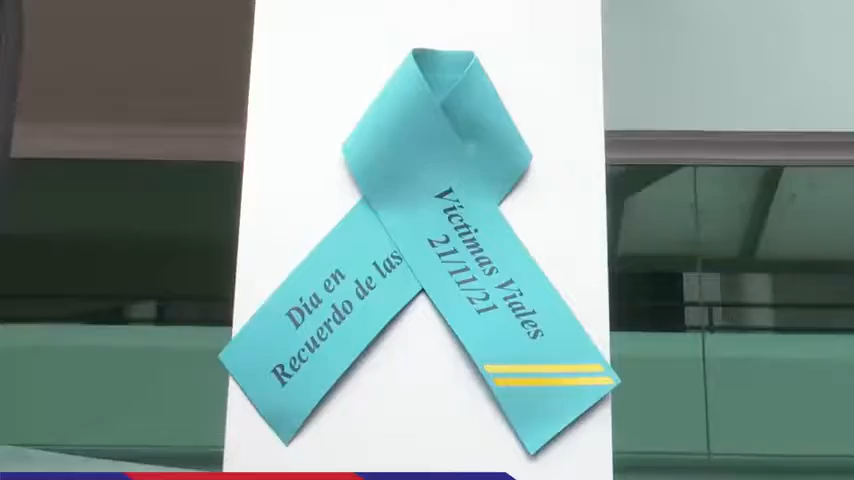 Día en
Recuerdo de las
Víctimas Viales
21/11/21